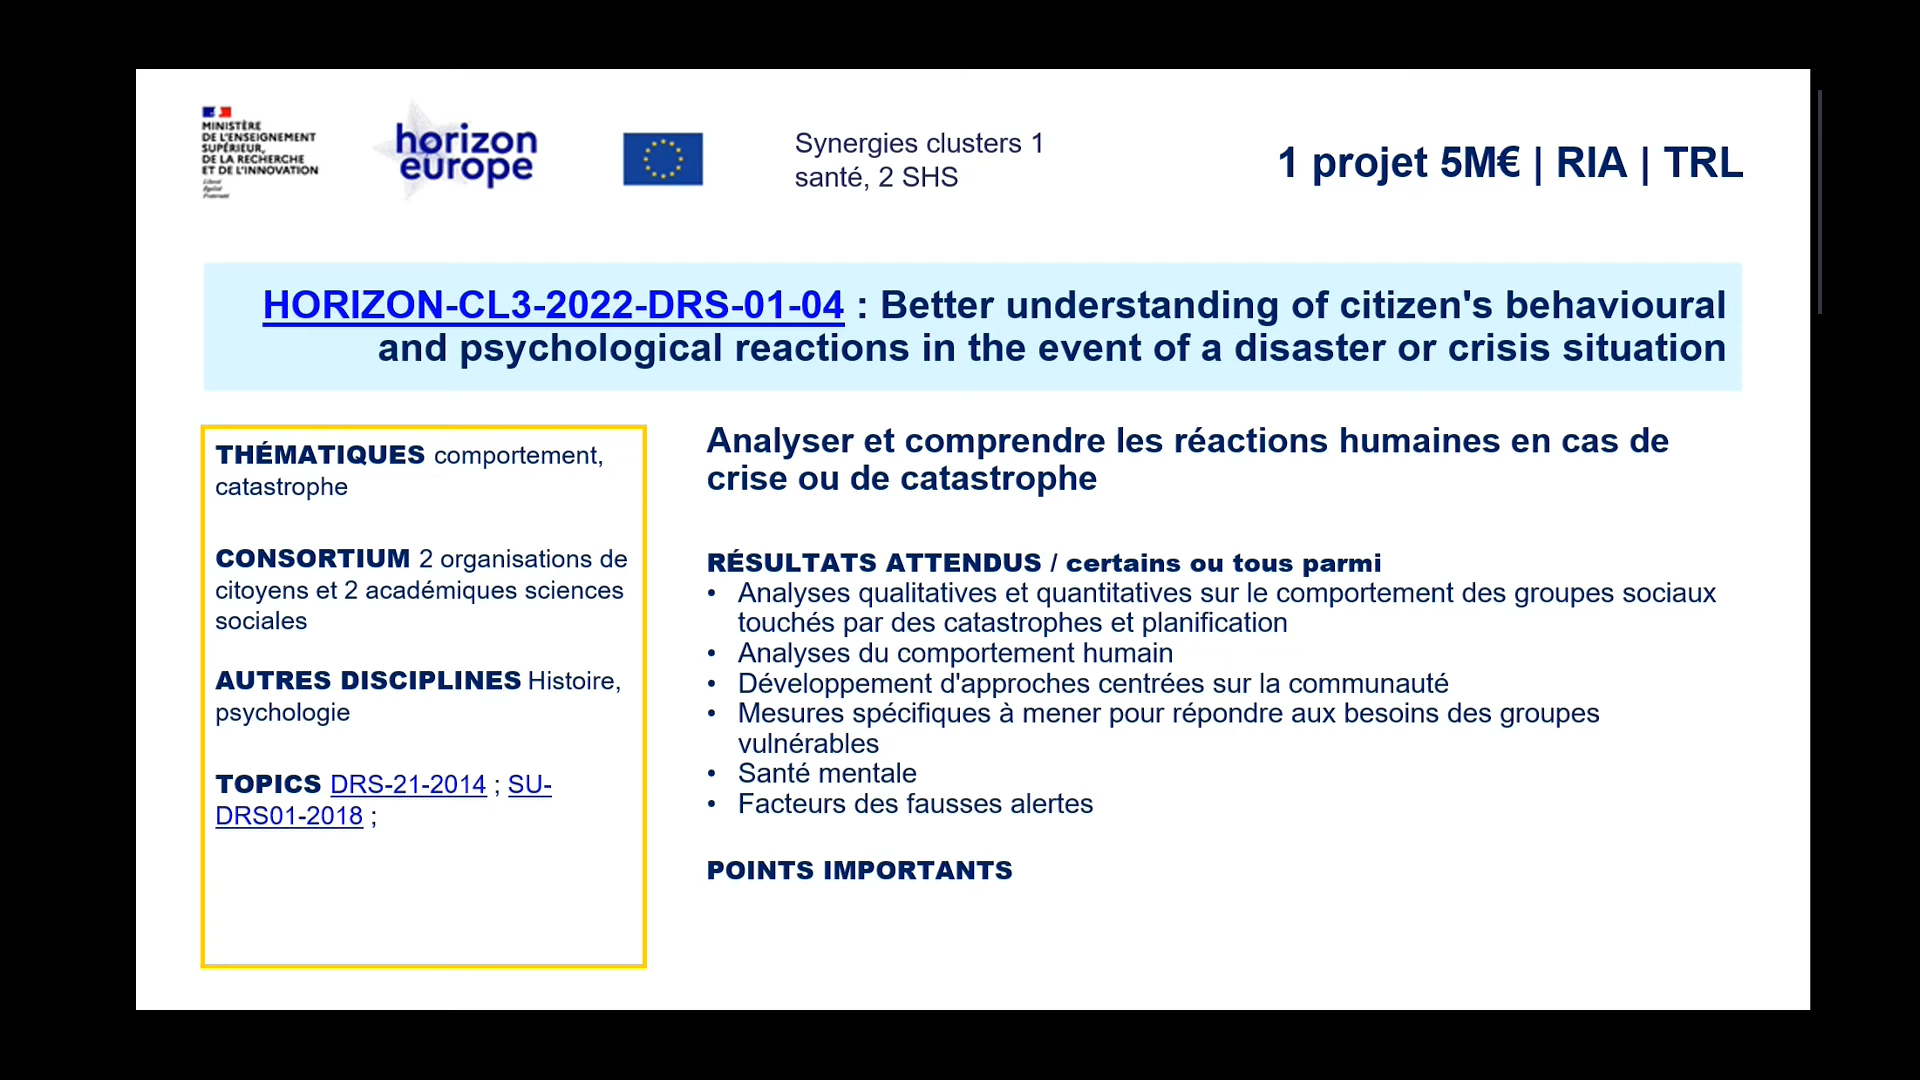 MINISTÈRE
DE L'ENSEIGNEMENT
SUPÉRIEUR,
DE LA RECHERCHE
ET DE L'INNOVATION
Liberté
Égalité
Fraternité
horizon
europe
Synergies clusters 1
santé, 2 SHS
1 projet 5M€ | RIA | TRL
HORIZON-CL3-2022-DRS-01-04 : Better understanding of citizen's behavioural
and psychological reactions in the event of a disaster or crisis situation
THÉMATIQUES comportement,
catastrophe
CONSORTIUM 2 organisations de
citoyens et 2 académiques sciences
sociales
AUTRES DISCIPLINES Histoire,
psychologie
TOPICS DRS-21-2014 ; SU-
DRS01-2018 ;
Analyser et comprendre les réactions humaines en cas de
crise ou de catastrophe
RÉSULTATS ATTENDUS / certains ou tous parmi
• Analyses qualitatives et quantitatives sur le comportement des groupes sociaux
touchés par des catastrophes et planification
• Analyses du comportement humain
• Développement d'approches centrées sur la communauté
• Mesures spécifiques à mener pour répondre aux besoins des groupes
vulnérables
• Santé mentale
• Facteurs des fausses alertes
POINTS IMPORTANTS